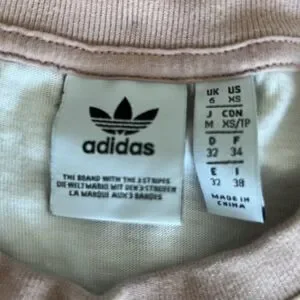 adidas
THE BRAND WITH THE 3 STRIPES
DIE WELTMARKE MIT DEN 3 STREIFEN
LA MARQUE AUX 3 BANDES
UK US
6 XS
J CDN
M XS/TP
D F
32 34
E I
32 38
MADE IN
CHINA